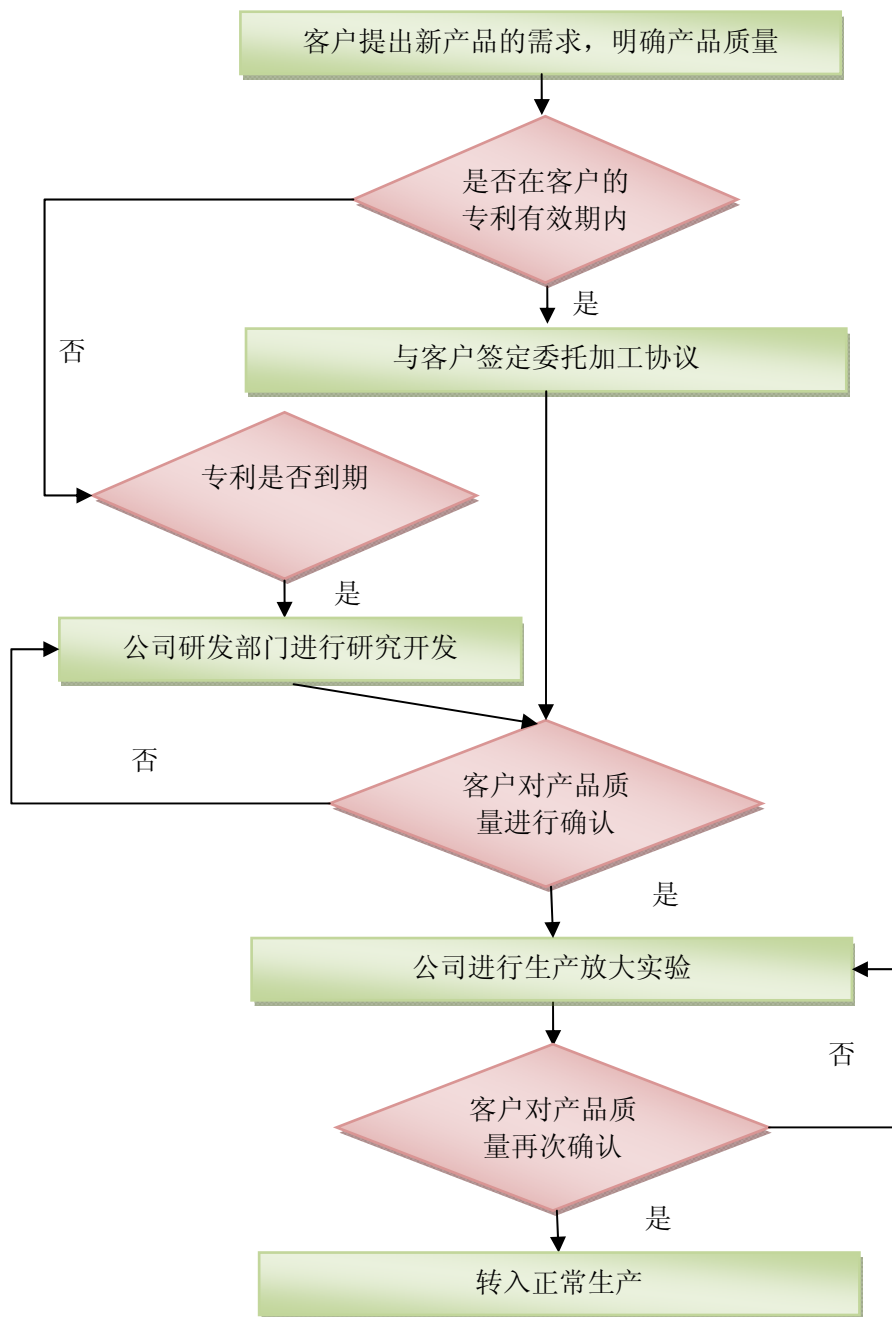 客户提出新产品的需求，明确产品质量
是否在客户的
专利有效期内
是
否
与客户签定委托加工协议
专利是否到期
是
公司研发部门进行研究开发
否
客户对产品质
量进行确认
是
公司进行生产放大实验
否
客户对产品质
量再次确认
是
转入正常生产